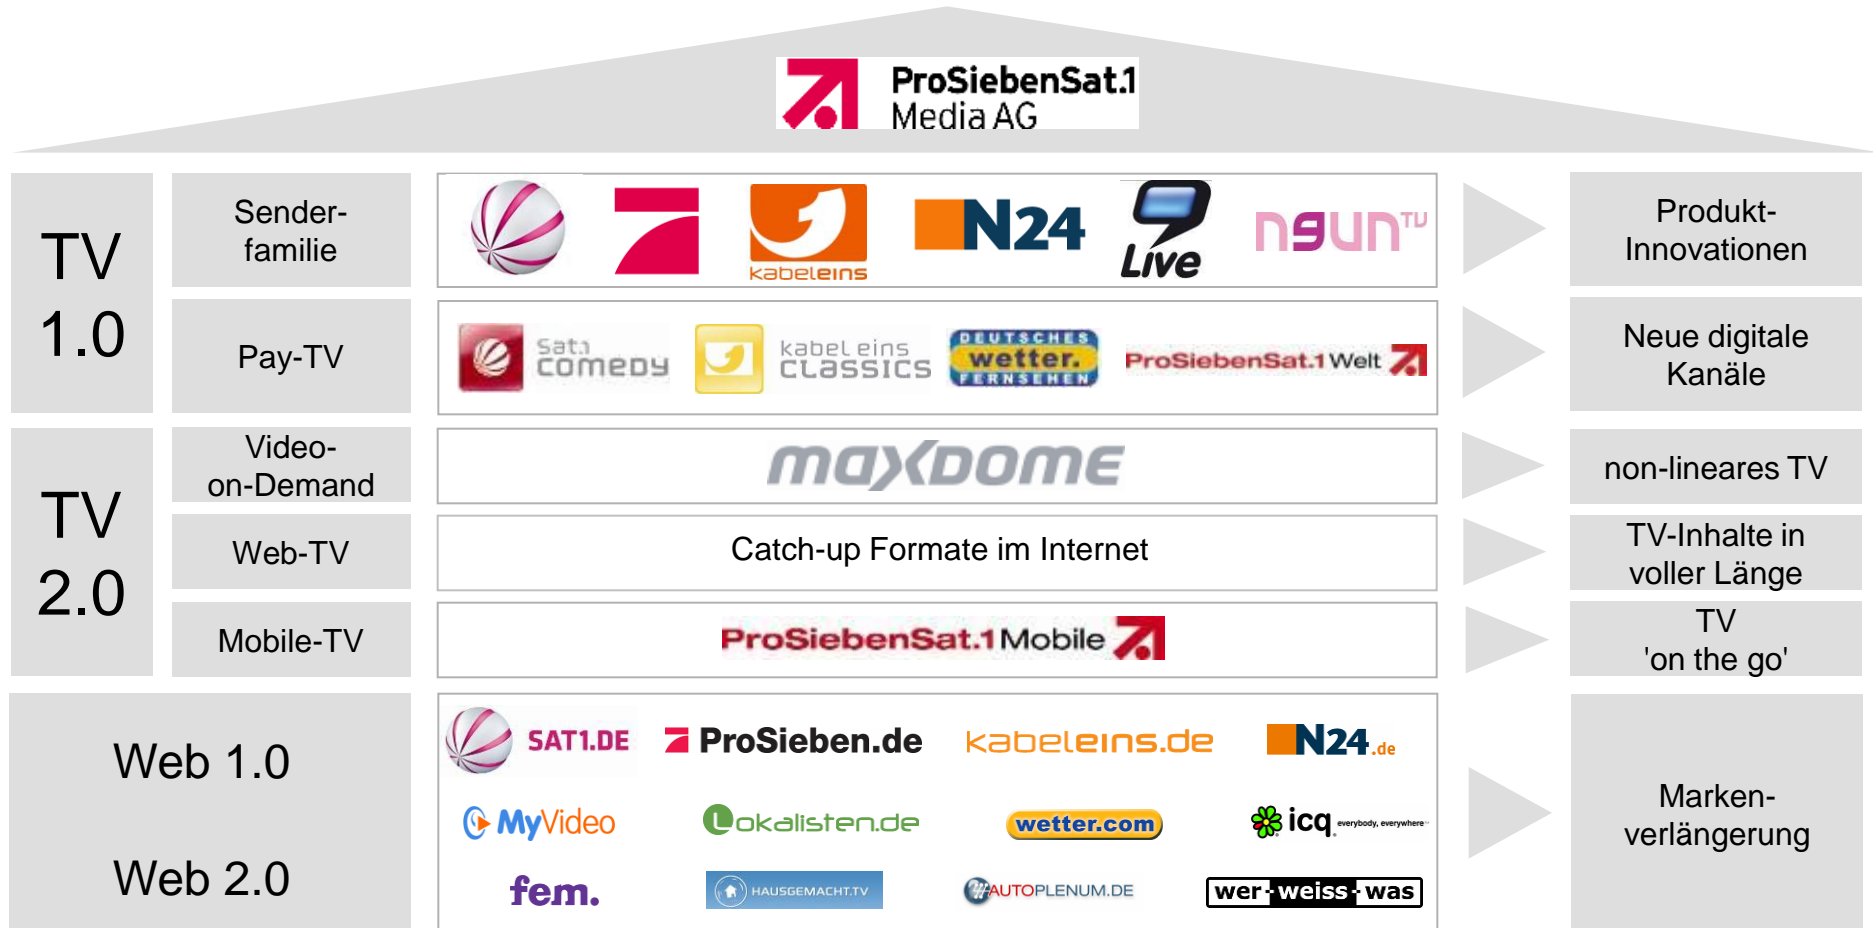 ProSiebenSat.1
Media AG
TV
1.0
Sender-
familie
kabeleins
N24
9
Live
n9un TV
Produkt-
Innovationen
Pay-TV
Sat.1
comedy
kabel eins
classics
DEUTSCHES
wetter.
FERNSEHEN
ProSiebenSat.1 Welt
Neue digitale
Kanäle
TV
2.0
Video-
on-Demand
maxdome
non-lineares TV
Web-TV
Catch-up Formate im Internet
TV-Inhalte in
voller Länge
Mobile-TV
ProSiebenSat.1 Mobile
TV
'on the go'
Web 1.0
Web 2.0
SAT1.DE
ProSieben.de
kabeleins.de
N24.de
MyVideo
Lokalisten.de
wetter.com
icq everybody, everywhere
fem.
HAUSGEMACHT.TV
AUTOPLENUM.DE
wer-weiss-was
Marken-
verlängerung